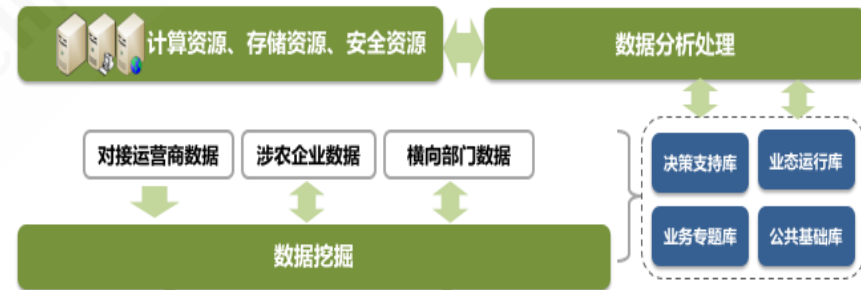 计算资源、存储资源、安全资源
数据分析处理
对接运营商数据
涉农企业数据
横向部门数据
决策支持库
业态运行库
业务专题库
公共基础库
数据挖掘